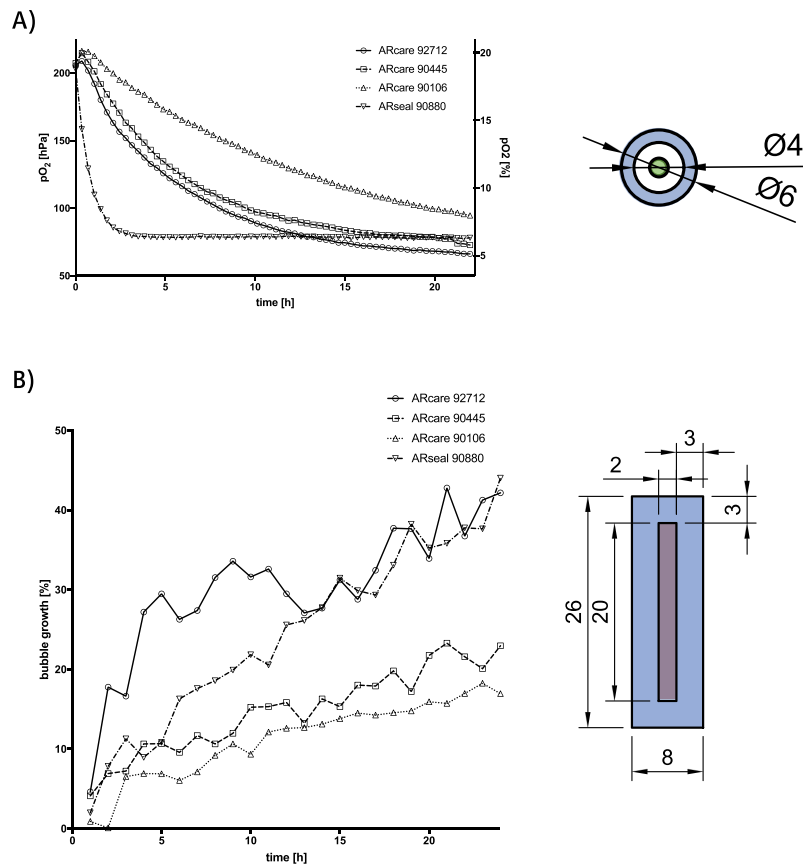 A)
ARcare 92712
ARcare 90445
ARcare 90106
ARseal 90880
pO2 [hPa]
200
150
100
50
0
5
10
15
20
time [h]
pO2 [%]
20
15
10
5
Ø4
Ø6
B)
ARcare 92712
ARcare 90445
ARcare 90106
ARseal 90880
bubble growth [%]
50
40
30
20
10
0
0
5
10
15
20
time [h]
3
2
3
26
20
8